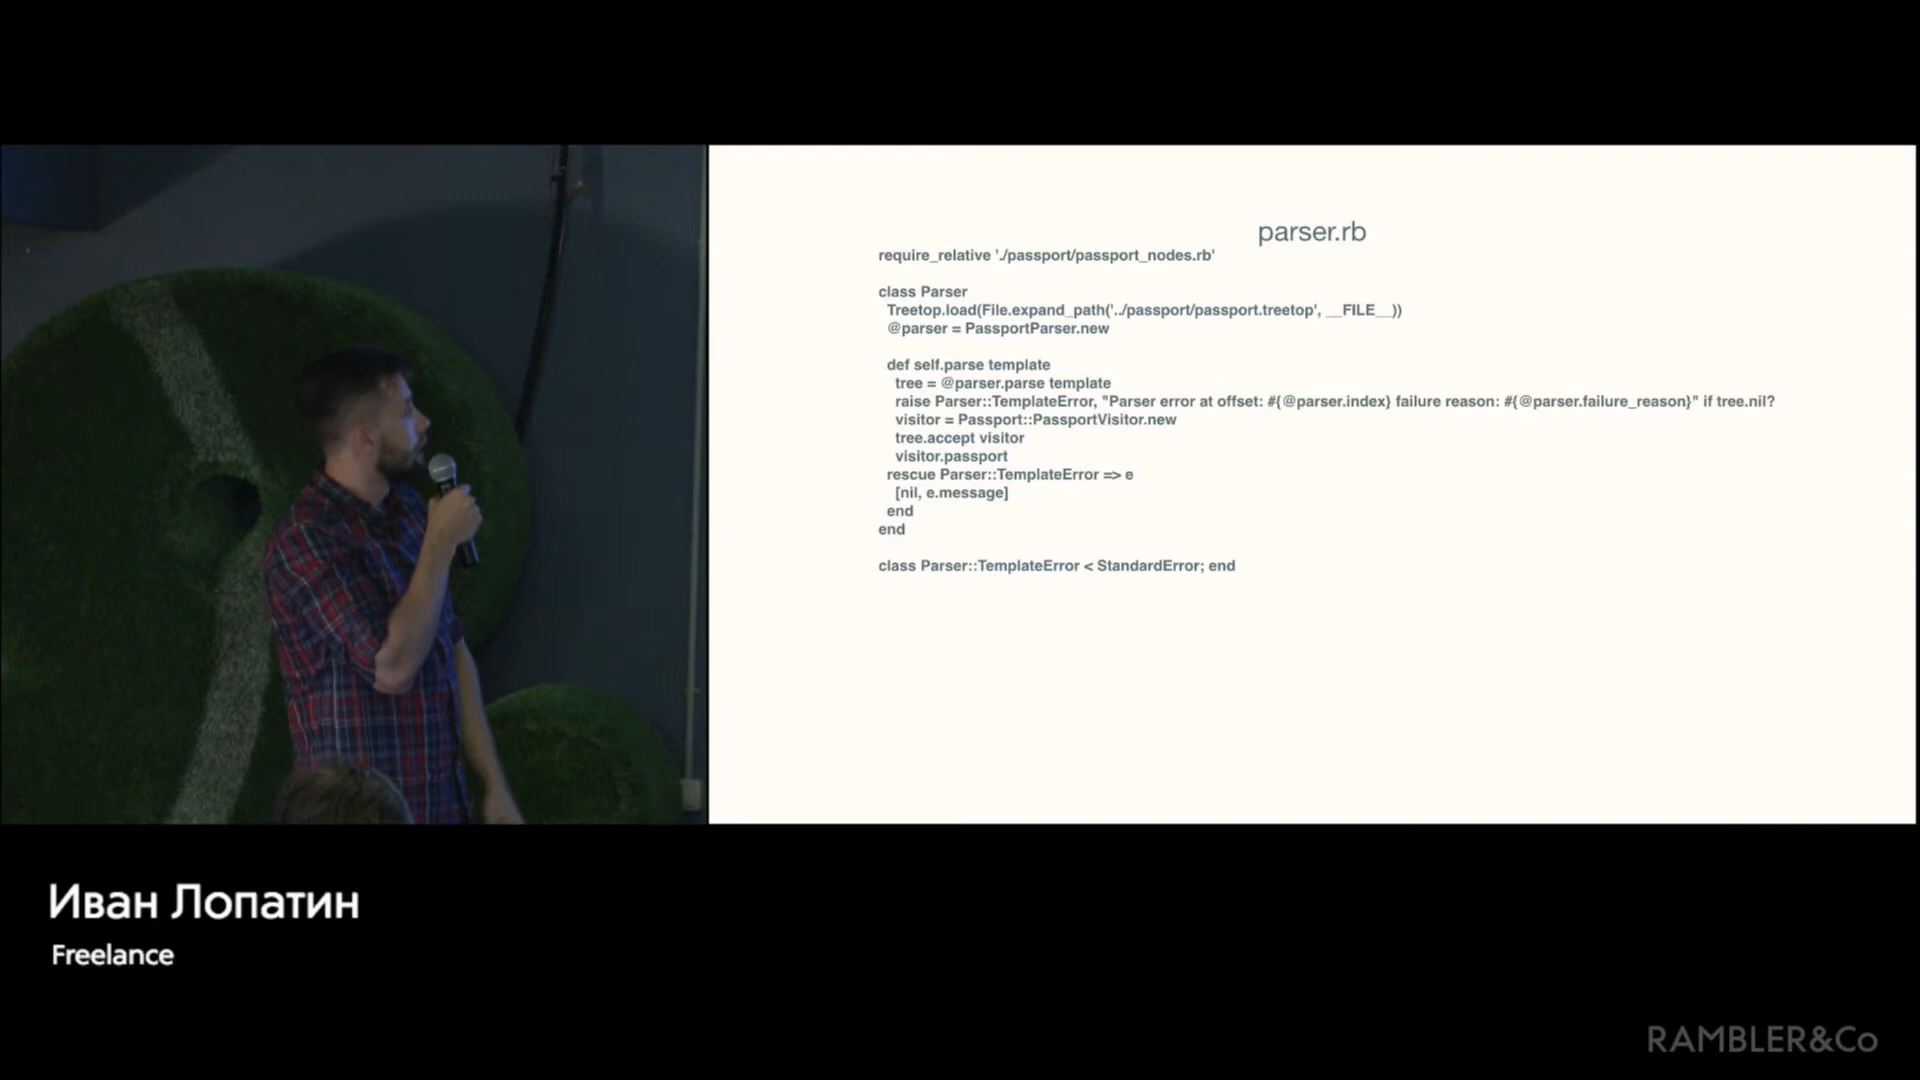 parser.rb
require_relative './passport/passport_nodes.rb'
class Parser
Treetop.load(File.expand_path('../passport/passport.treetop', __FILE__))
@parser = PassportParser.new
def self.parse template
tree = @parser.parse template
raise Parser::TemplateError, "Parser error at offset: #{@parser.index} failure reason: #{@parser.failure_reason}" if tree.nil?
visitor = Passport::PassportVisitor.new
tree.accept visitor
visitor.passport
rescue Parser::TemplateError => e
[nil, e.message]
end
end
class Parser::TemplateError < StandardError; end
Иван Лопатин
Freelance
RAMBLER&Co